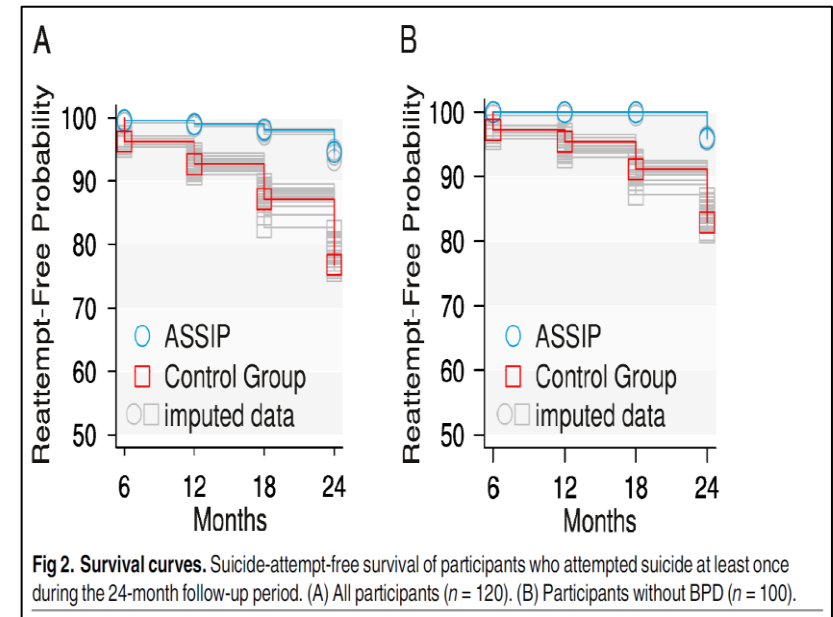 A
B
Reattempt-Free Probability
100
90
80
70
60
50
ASSIP
Control Group
imputed data
6 12 18 24
Months
Reattempt-Free Probability
100
90
80
70
60
50
ASSIP
Control Group
imputed data
6 12 18 24
Months
Fig 2. Survival curves. Suicide-attempt-free survival of participants who attempted suicide at least once
during the 24-month follow-up period. (A) All participants (n = 120). (B) Participants without BPD (n = 100).